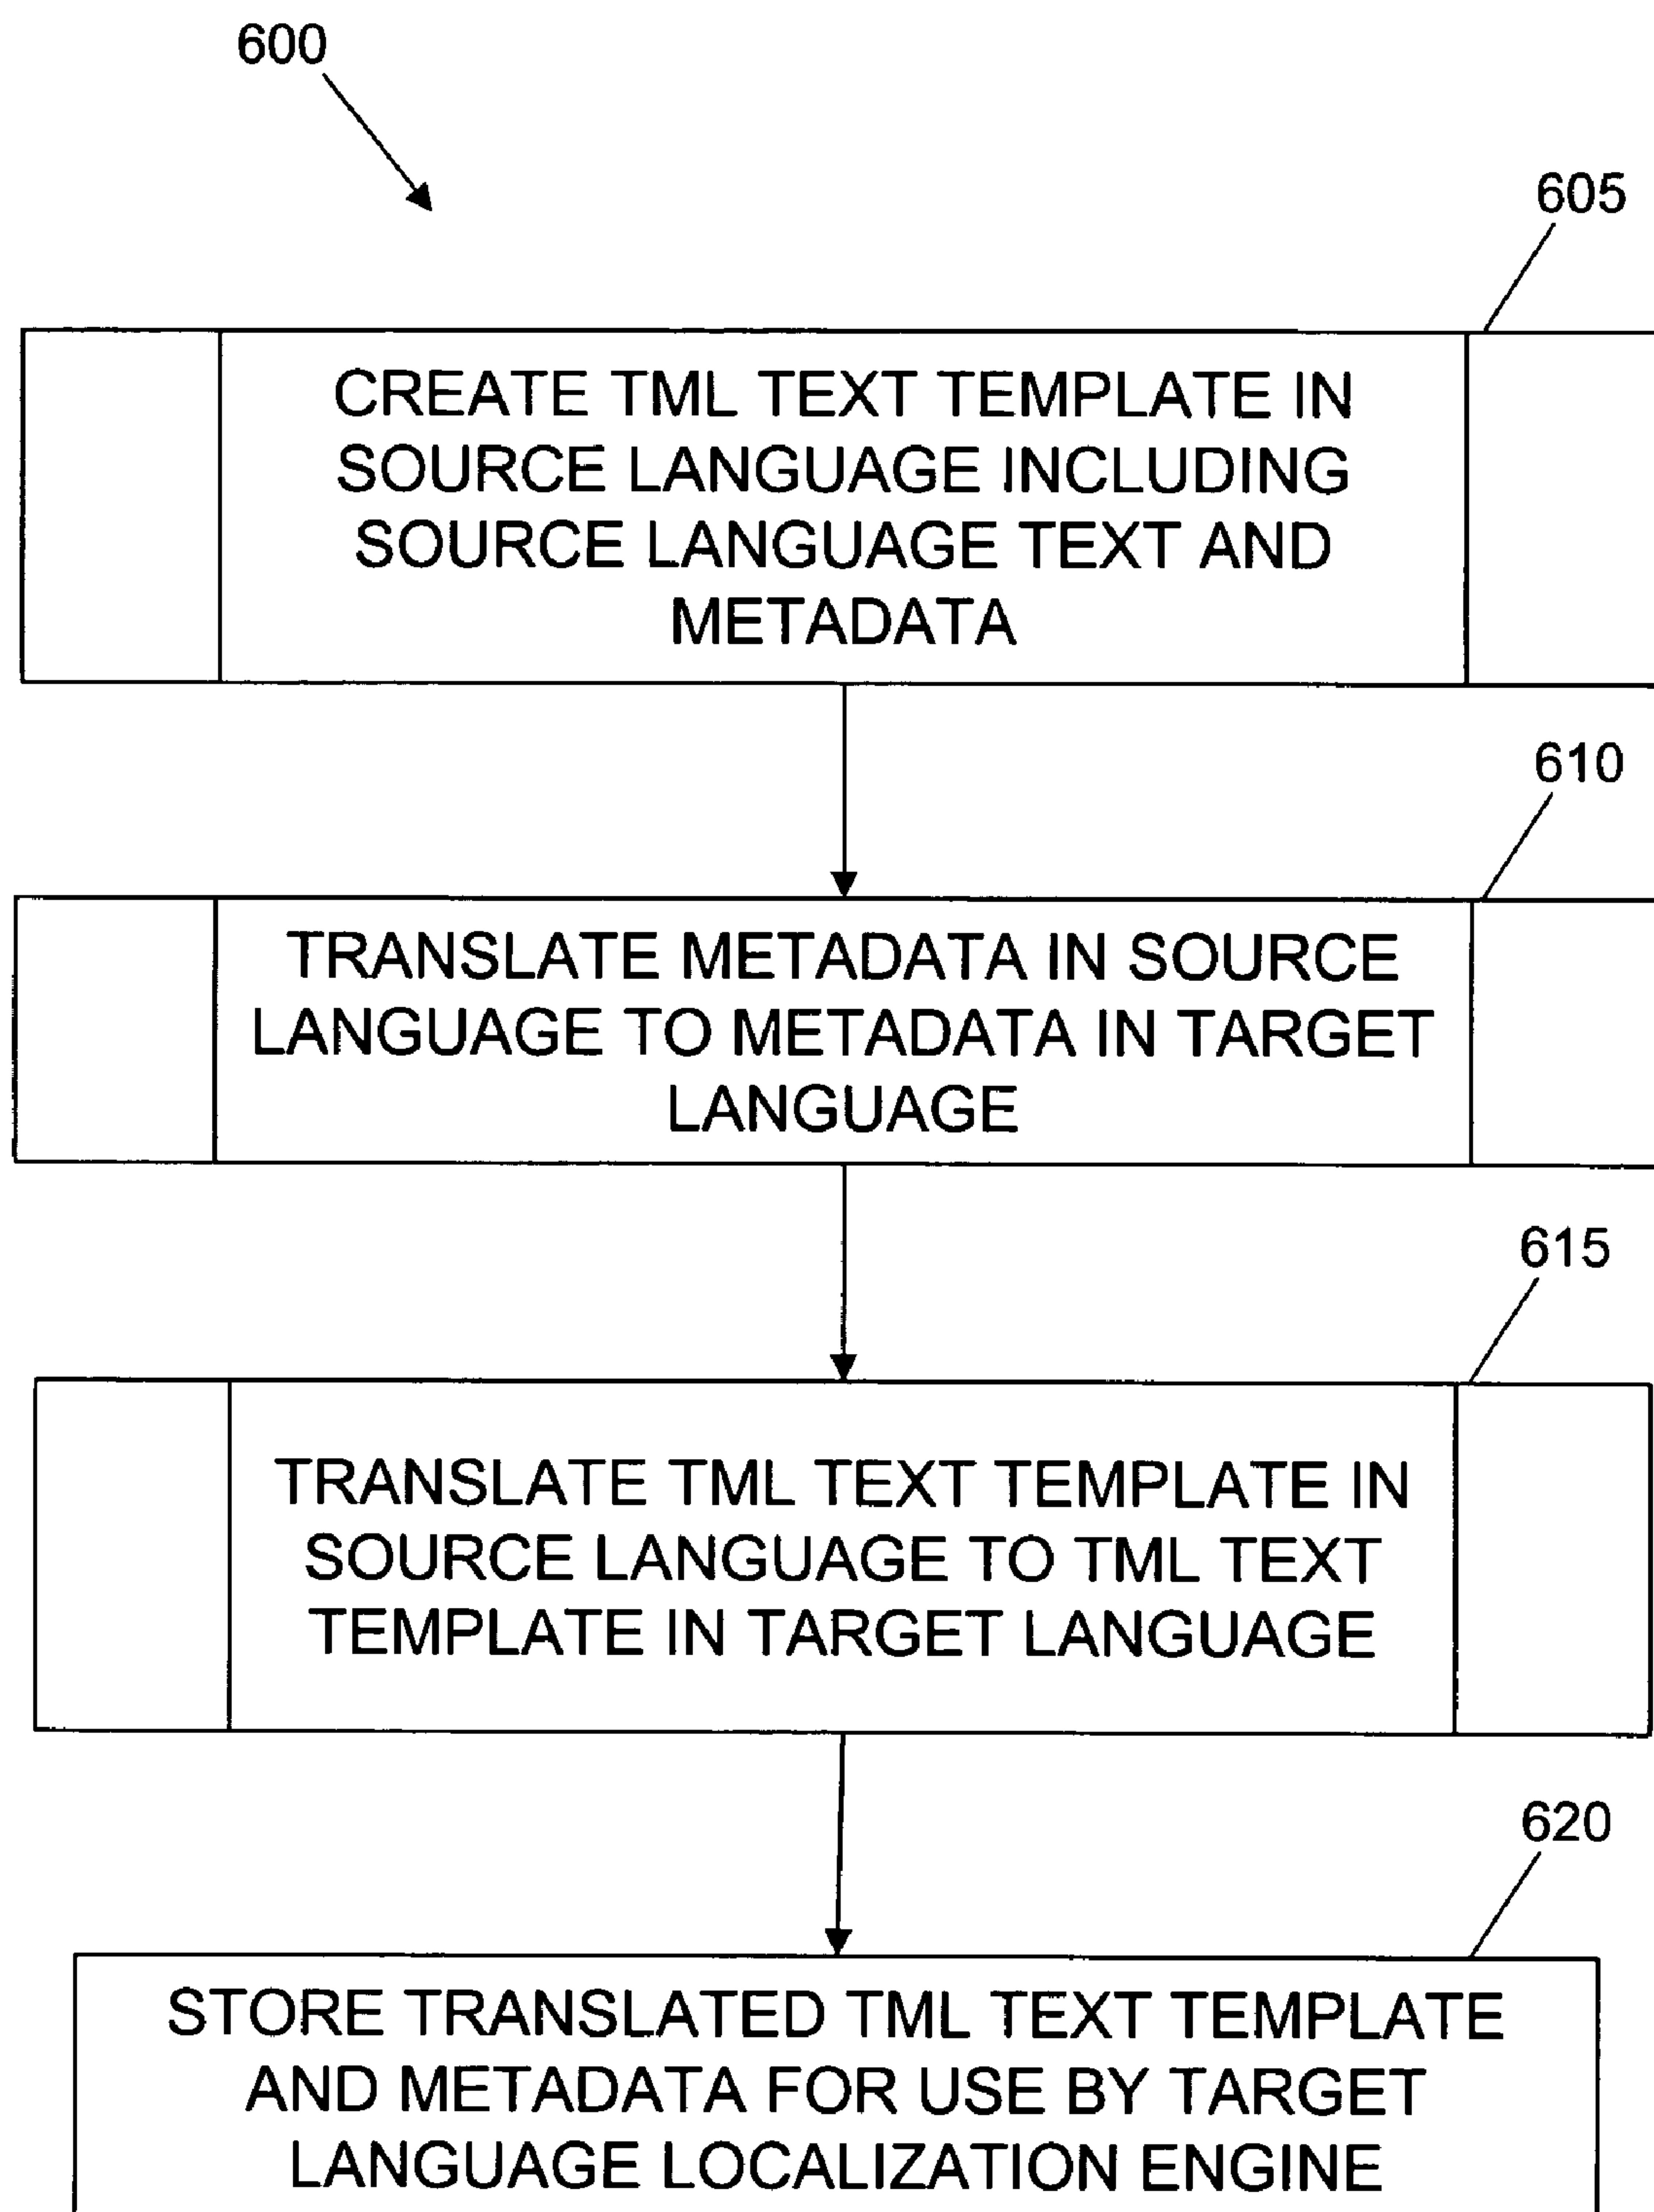 600
605
CREATE TML TEXT TEMPLATE IN
SOURCE LANGUAGE INCLUDING
SOURCE LANGUAGE TEXT AND
METADATA
610
TRANSLATE METADATA IN SOURCE
LANGUAGE TO METADATA IN TARGET
LANGUAGE
615
TRANSLATE TML TEXT TEMPLATE IN
SOURCE LANGUAGE TO TML TEXT
TEMPLATE IN TARGET LANGUAGE
620
STORE TRANSLATED TML TEXT TEMPLATE
AND METADATA FOR USE BY TARGET
LANGUAGE LOCALIZATION ENGINE